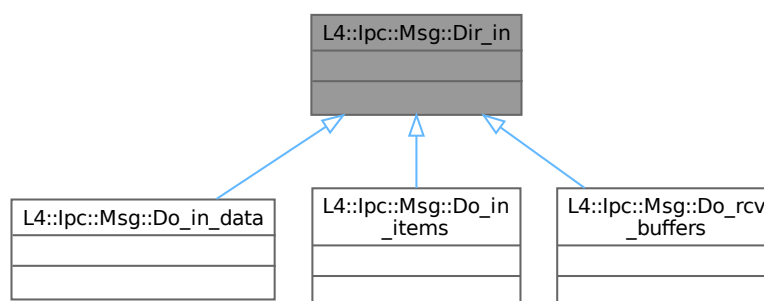 L4::Ipc::Msg::Dir_in
L4::Ipc::Msg::Do_in_data
L4::Ipc::Msg::Do_in
_items
L4::Ipc::Msg::Do_rcv
_buffers